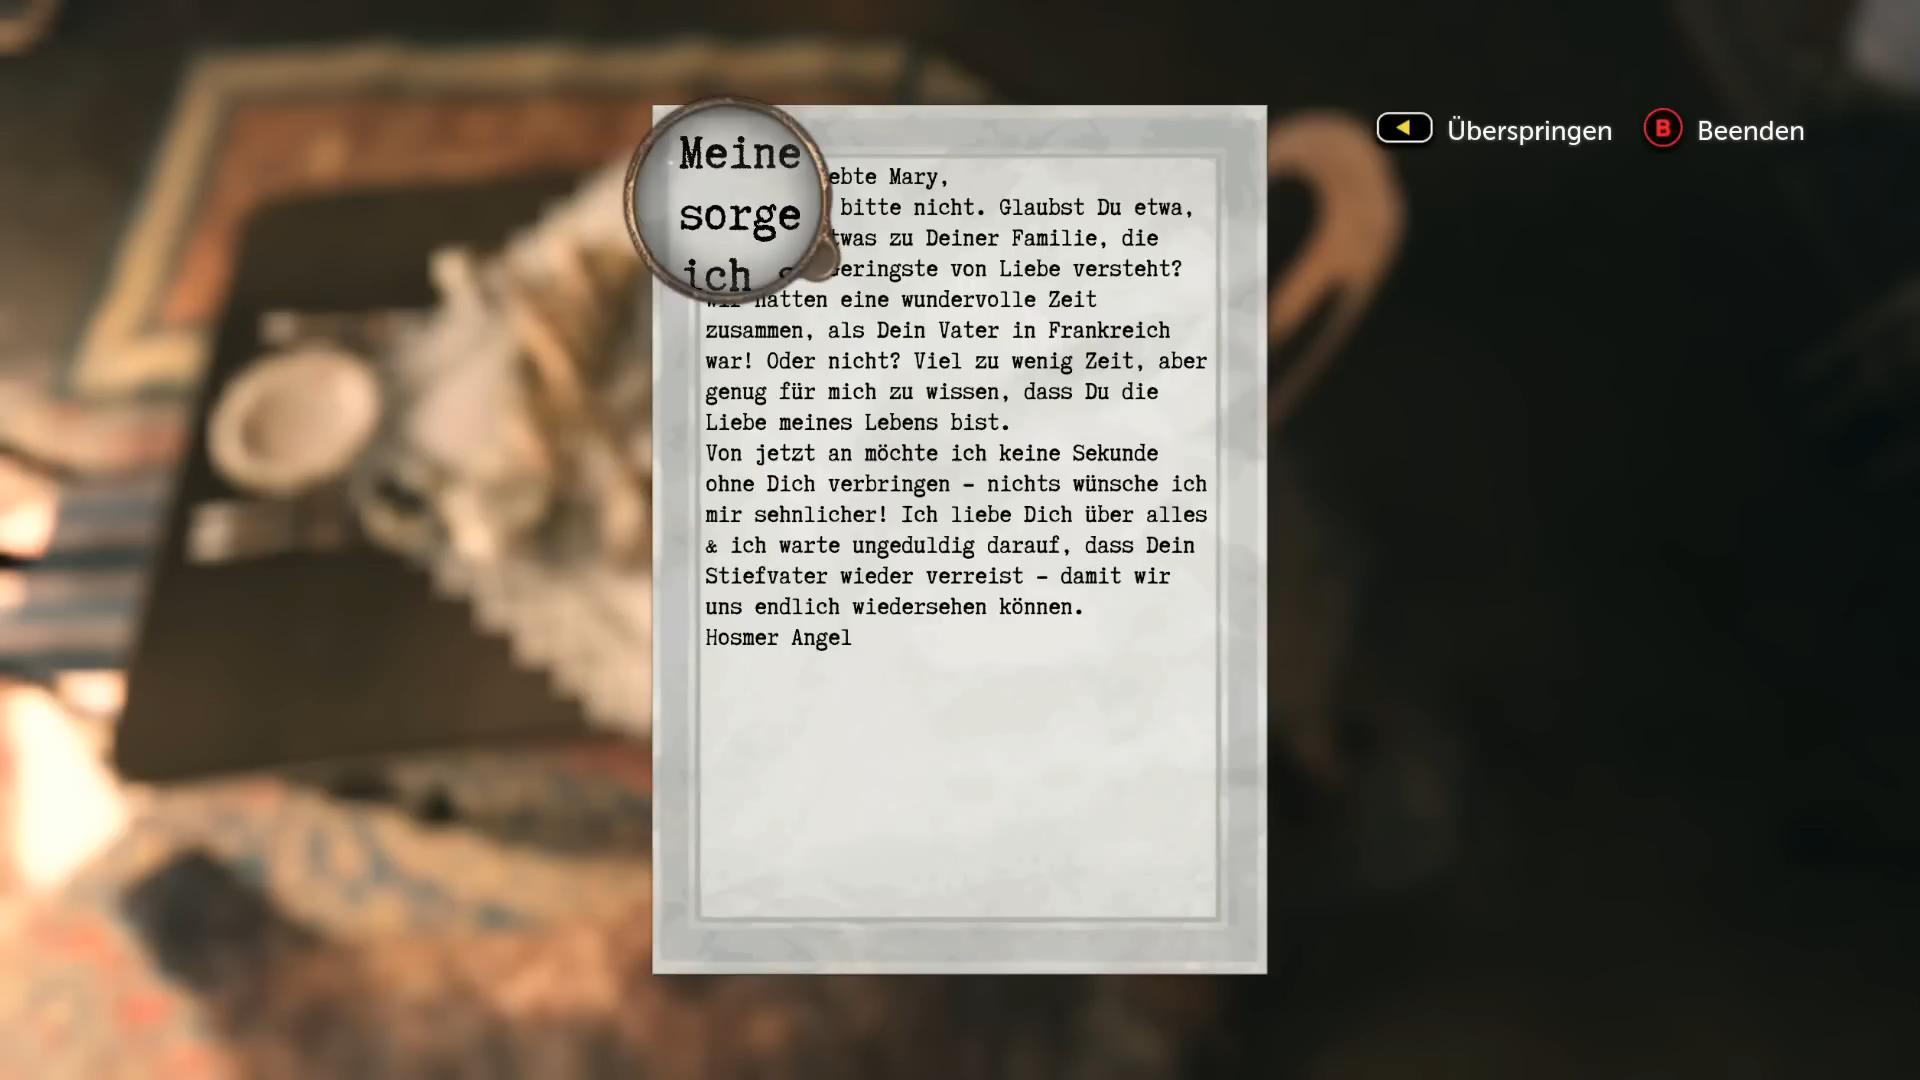 Überspringen B Beenden
Meine ebte Mary,
sorge bitte nicht. Glaubst Du etwa,
ich twas zu Deiner Familie, die
eringste von Liebe versteht?
wir hatten eine wundervolle Zeit
zusammen, als Dein Vater in Frankreich
war! Oder nicht? Viel zu wenig Zeit, aber
genug für mich zu wissen, dass Du die
Liebe meines Lebens bist.
Von jetzt an möchte ich keine Sekunde
ohne Dich verbringen – nichts wünsche ich
mir sehnlicher! Ich liebe Dich über alles
& ich warte ungeduldig darauf, dass Dein
Stiefvater wieder verreist – damit wir
uns endlich wiedersehen können.
Hosmer Angel